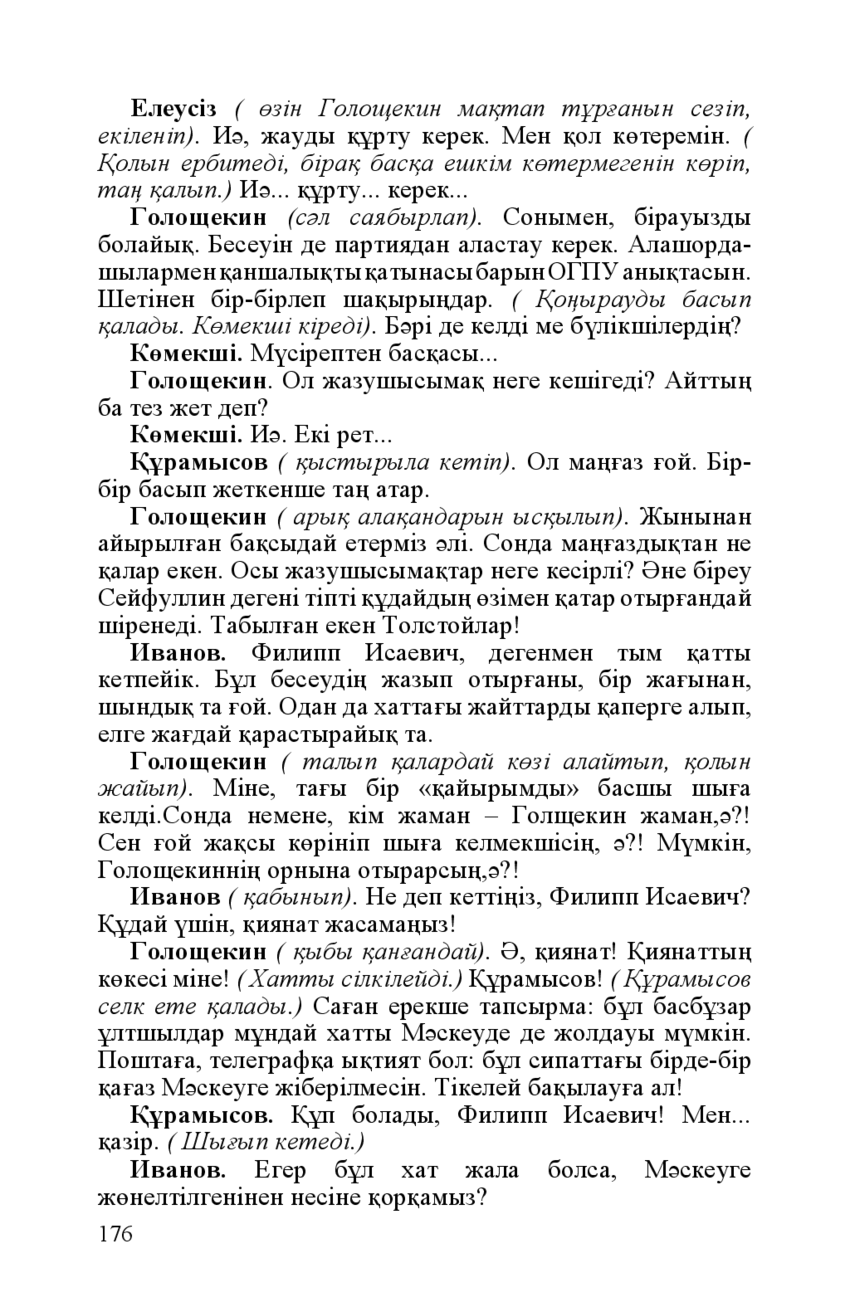 Елеусіз ( өзін Голощекин мақтап тұрғанын сезіп,
екіленіп). Иә, жауды құрту керек. Мен қол көтеремін. (
Қолын ербитеді, бірақ басқа ешкім көтермегенін көріп,
таң қалып.) Иә... құрту... керек...
Голощекин (сәл саябырлап). Сонымен, бірауызды
болайық. Бесеуін де партиядан аластау керек. Алашорда-
шылармен қаншалықты қатынасы барын ОГПУ анықтасын.
Шетінен бір-бірлеп шақырыңдар. ( Қоңырауды басып
қалады. Көмекші кіреді). Бәрі де келді ме бүлікшілердің?
Көмекші. Мүсірептен басқасы...
Голощекин. Ол жазушысымақ неге кешігеді? Айттың
ба тез жет деп?
Көмекші. Иә. Екі рет...
Құрамысов ( қыстырыла кетіп). Ол маңғаз ғой. Бір-
бір басып жеткенше таң атар.
Голощекин ( арық алақандарын ысқылып). Жынынан
айырылған бақсыдай етерміз әлі. Сонда маңғаздықтан не
қалар екен. Осы жазушысымақтар неге кесірлі? Әне біреу
Сейфуллин дегені тіпті құдайдың өзімен қатар отырғандай
шіренеді. Табылған екен Толстойлар!
Иванов. Филипп Исаевич, дегенмен тым қатты
кетпейік. Бұл бесеудің жазып отырғаны, бір жағынан,
шындық та ғой. Одан да хаттағы жайттарды қаперге алып,
елге жағдай қарастырайық та.
Голощекин ( талып қалардай көзі алайтып, қолын
жайып). Міне, тағы бір «қайырымды» басшы шыға
келді.Сонда немене, кім жаман – Голщекин жаман,ә?!
Сен ғой жақсы көрініп шыға келмекшісің, ә?! Мүмкін,
Голощекиннің орнына отырарсың,ә?!
Иванов ( қабынып). Не деп кеттіңіз, Филипп Исаевич?
Құдай үшін, қиянат жасамаңыз!
Голощекин ( қыбы қанғандай). Ә, қиянат! Қиянаттың
көкесі міне! ( Хатты сілкілейді.) Құрамысов! ( Құрамысов
селк ете қалады.) Саған ерекше тапсырма: бұл басбұзар
ұлтшылдар мұндай хатты Мәскеуде де жолдауы мүмкін.
Поштаға, телеграфқа ықтият бол: бұл сипаттағы бірде-бір
қағаз Мәскеуге жіберілмесін. Тікелей бақылауға ал!
Құрамысов. Құп болады, Филипп Исаевич! Мен...
қазір. ( Шығып кетеді.)
Иванов. Егер бұл хат жала болса, Мәскеуге
жөнелтілгенінен несіне қорқамыз?
176